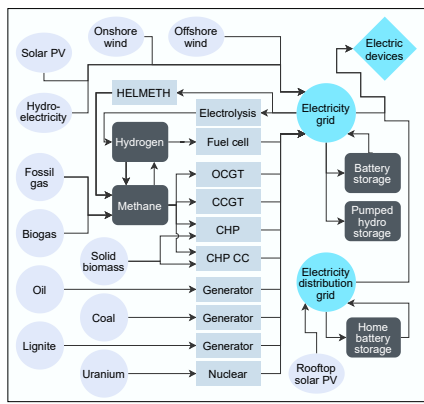 Onshore
wind
Offshore
wind
Solar PV
Electric
devices
HELMETH
Hydro-
electricity
Electrolysis
Electricity
grid
Hydrogen
Fuel cell
Fossil
gas
OCGT
Battery
storage
Methane
CCGT
Biogas
CHP
Pumped
hydro
storage
Solid
biomass
CHP CC
Oil
Generator
Electricity
distribution
grid
Coal
Generator
Lignite
Generator
Home
battery
storage
Uranium
Nuclear
Rooftop
solar PV